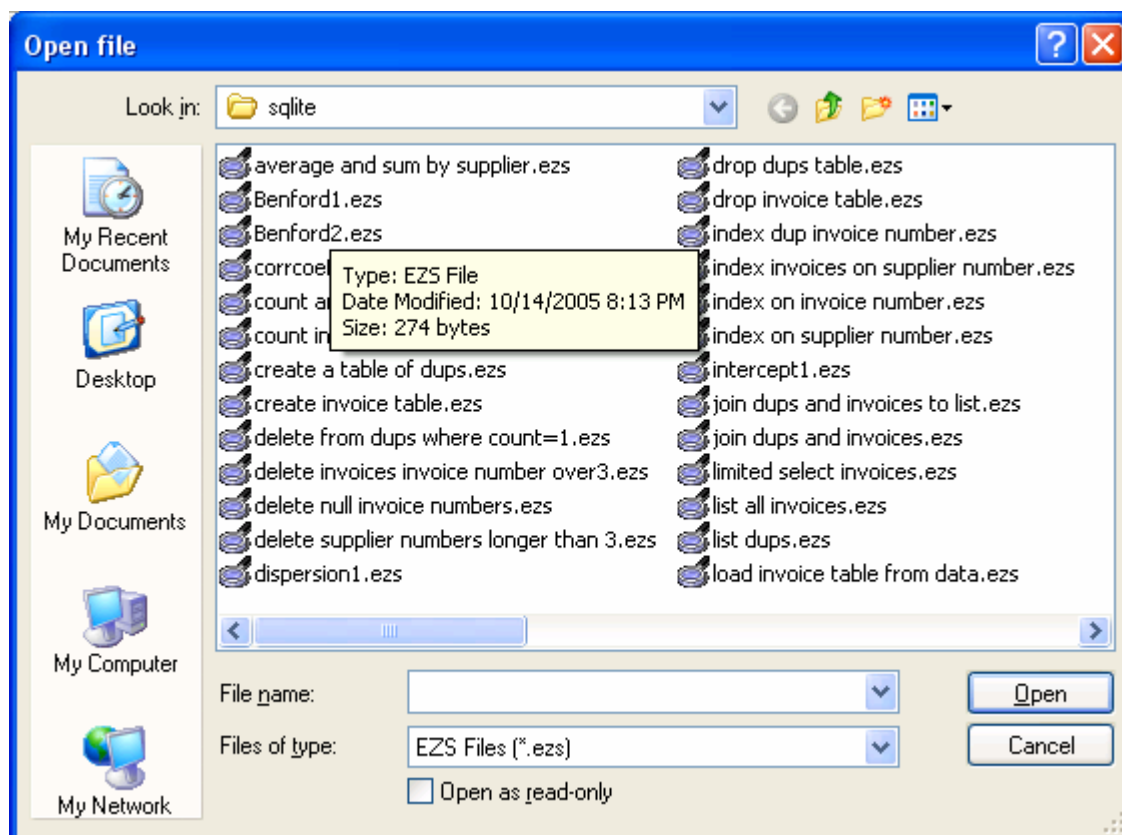 Open file
Look in:
sqlite
My Recent
Documents
Desktop
My Documents
My Computer
My Network
average and sum by supplier.ezs
Benford1.ezs
Benford2.ezs
corrcoe
count a
count in
create a table of dups.ezs
create invoice table.ezs
delete from dups where count=1.ezs
delete invoices invoice number over3.ezs
delete null invoice numbers.ezs
delete supplier numbers longer than 3.ezs
dispersion1.ezs
Type: EZS File
Date Modified: 10/14/2005 8:13 PM
Size: 274 bytes
drop dups table.ezs
drop invoice table.ezs
index dup invoice number.ezs
index invoices on supplier number.ezs
index on invoice number.ezs
index on supplier number.ezs
intercept1.ezs
join dups and invoices to list.ezs
join dups and invoices.ezs
limited select invoices.ezs
list all invoices.ezs
list dups.ezs
load invoice table from data.ezs
File name:
Open
Files of type:
EZS Files (*.ezs)
Cancel
Open as read-only